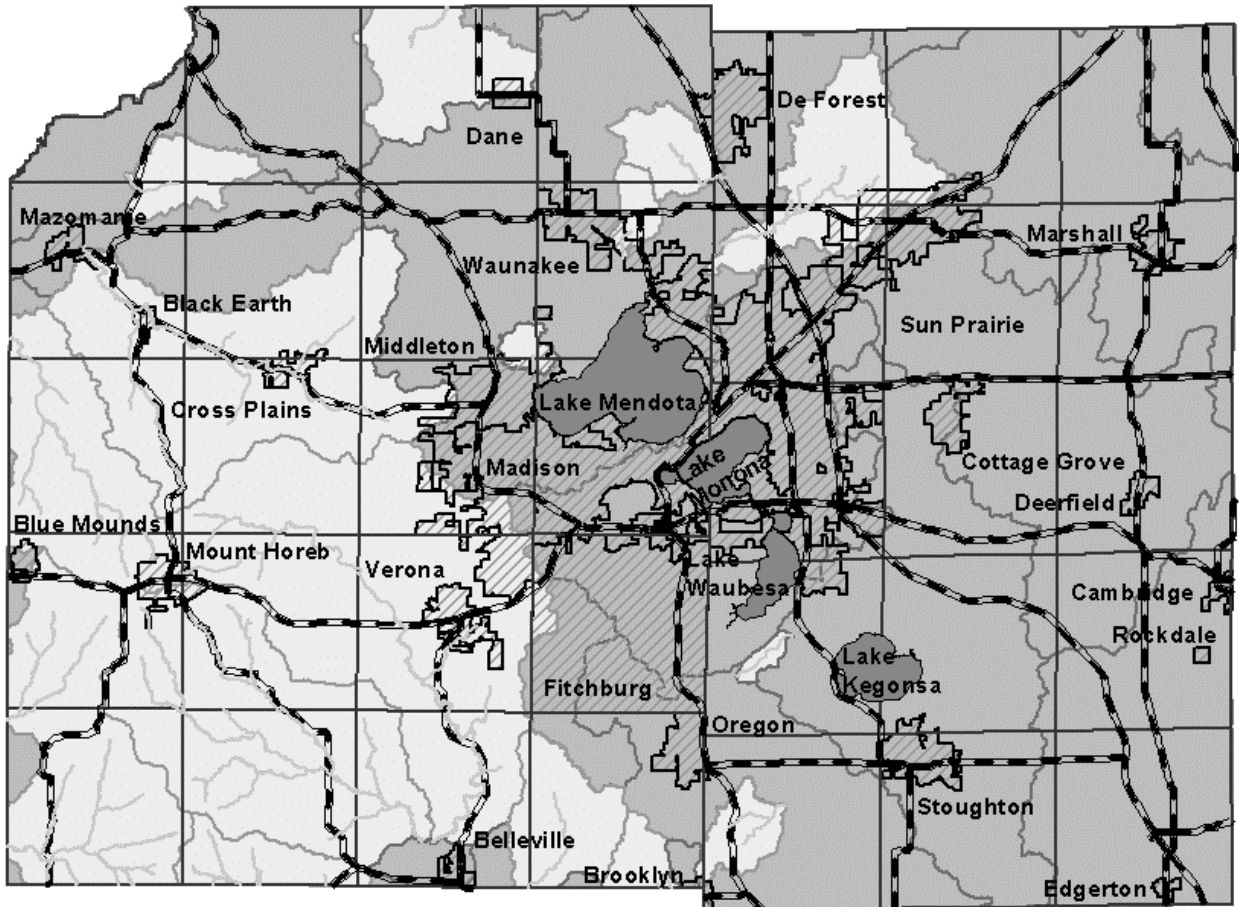 De Forest
Dane
Mazomanie
Marshall
Waunakee
Black Earth
Sun Prairie
Middleton
Lake Mendota
Cross Plains
Lake
Monona
Madison
Cottage Grove
Deerfield
Blue Mounds
Mount Horeb
Verona
Lake
Waubesa
Cambridge
Rockdale
Lake
Kegonsa
Fitchburg
Oregon
Stoughton
Belleville
Brooklyn
Edgerton